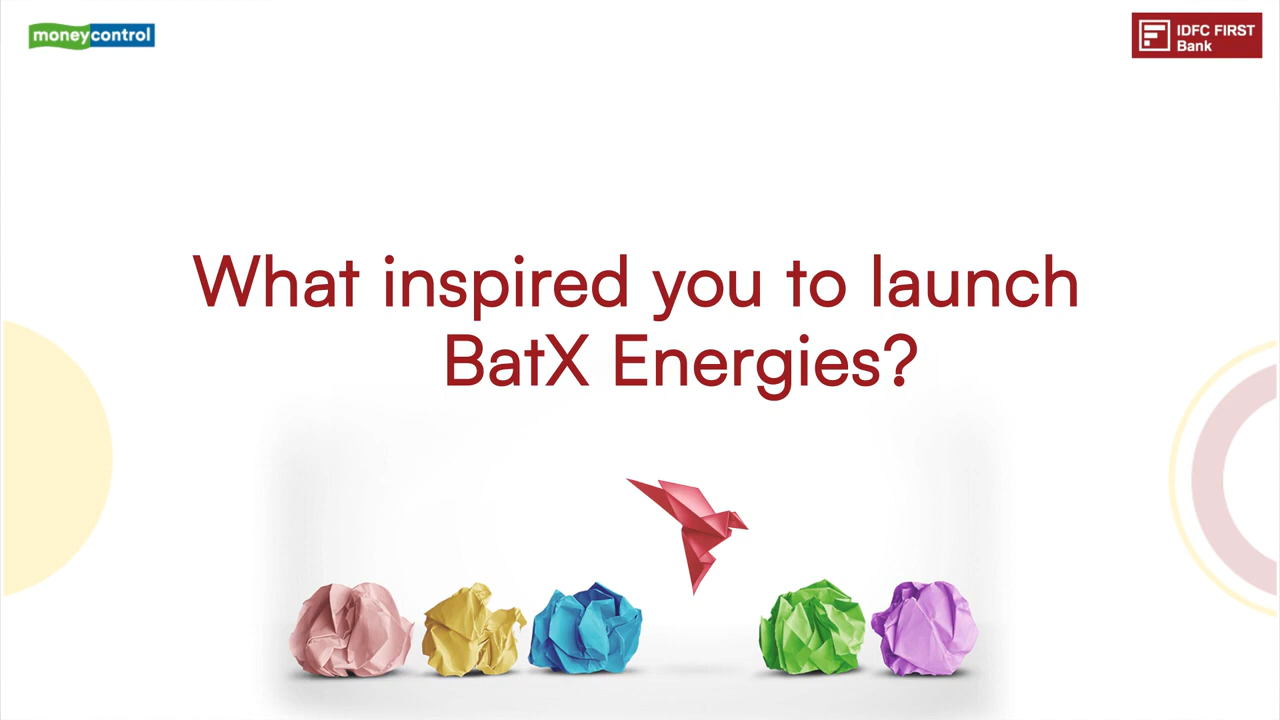 moneycontrol
IDFC FIRST
Bank
What inspired you to launch
BatX Energies?